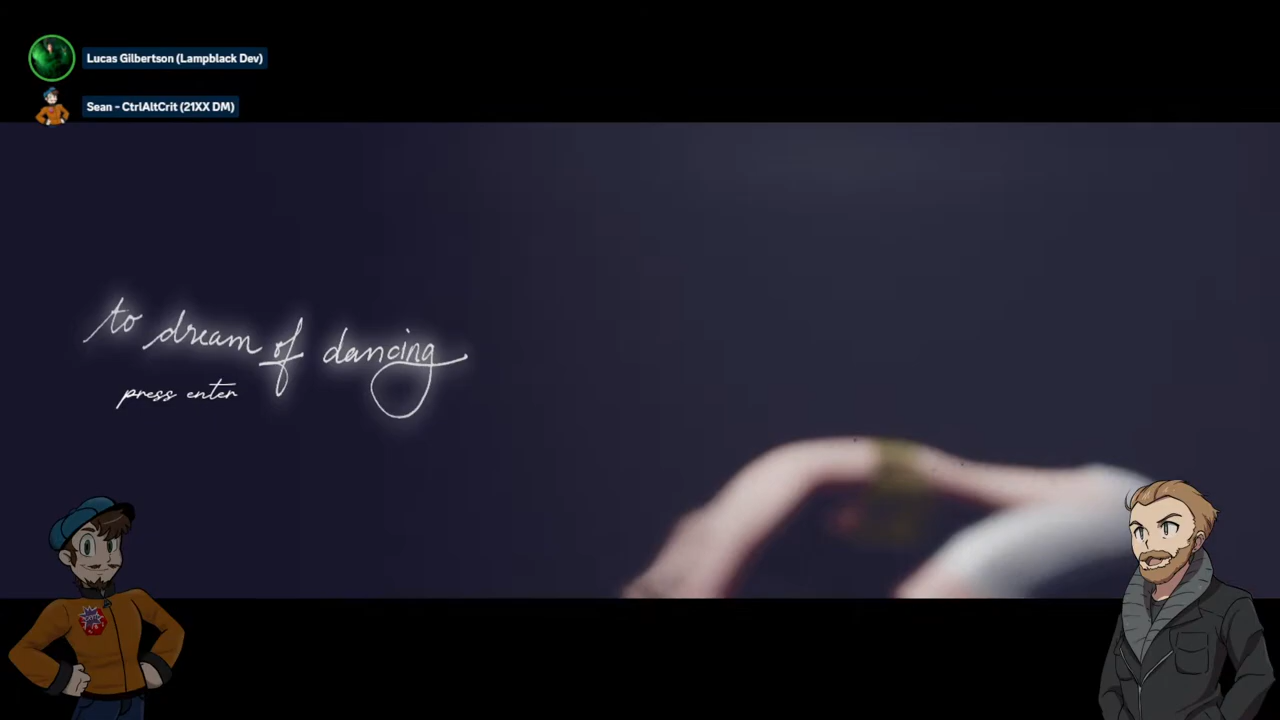 Lucas Gilbertson (Lampblack Dev)
Sean - CtrlAltCrit (21XX DM)
to dream of dancing
press enter